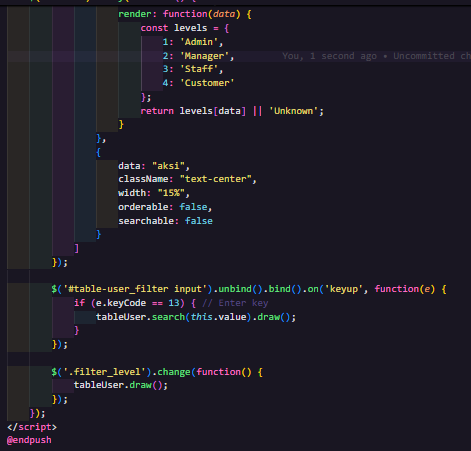 render: function(data) {
const levels = {
1: 'Admin',
2: 'Manager', You, 1 second ago • Uncommitted ch
3: 'Staff',
4: 'Customer'
};
return levels[data] || 'Unknown';
}
},
{
data: "aksi",
className: "text-center",
width: "15%",
orderable: false,
searchable: false
}
]
});
$('#table-user_filter input').unbind().bind().on('keyup', function(e) {
if (e.keyCode == 13) { // Enter key
tableUser.search(this.value).draw();
}
});
$('.filter_level').change(function() {
tableUser.draw();
});
});
</script>
@endpush